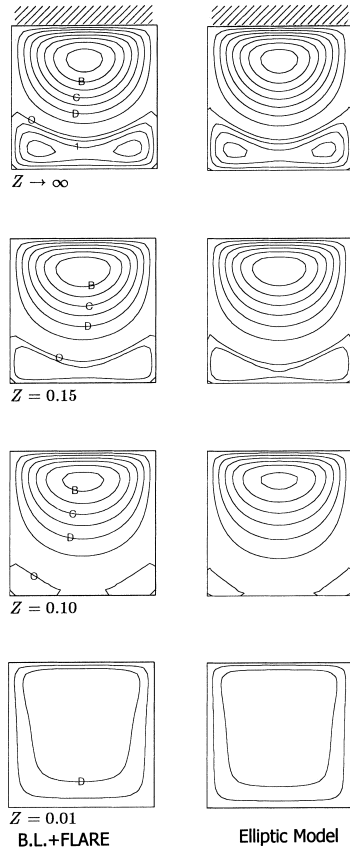 B
C
D
O
1
Z → ∞
B
C
D
O
Z = 0.15
B
C
D
O
Z = 0.10
D
Z = 0.01
B.L.+FLARE
Elliptic Model